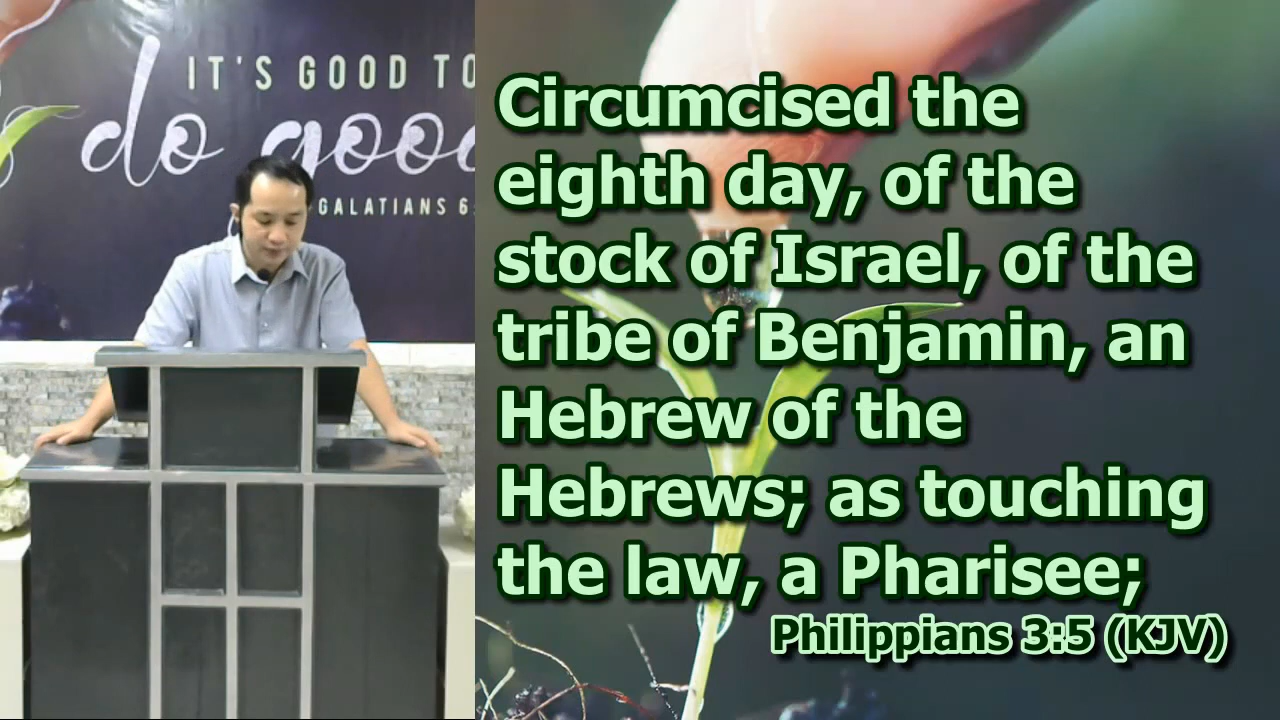 IT'S GOOD TO
do good
GALATIANS 6:
Circumcised the
eighth day, of the
stock of Israel, of the
tribe of Benjamin, an
Hebrew of the
Hebrews; as touching
the law, a Pharisee;
Philippians 3:5 (KJV)